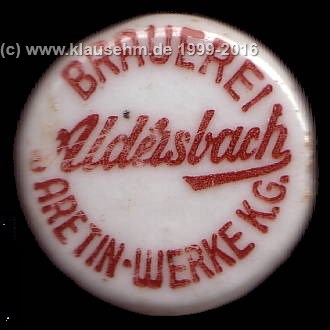 (c) www.klausehm.de 1999-2016
BRAUEREI
Aldersbach
ARETIN-WERKE K.G.